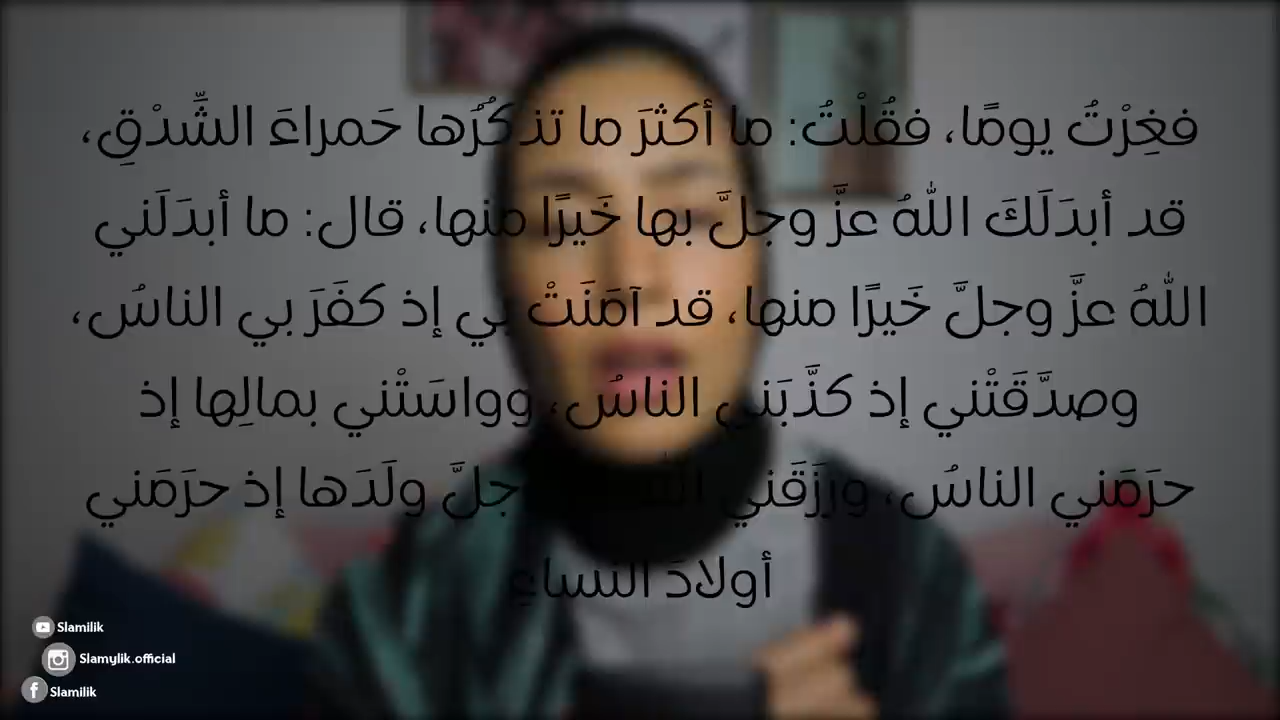 فغِرْتُ يومًا، فقُلْتُ: ما أكثرَ ما تذكُرُها حَمراءَ الشِّدْقِ،
قد أبدَلَكَ اللهُ عزَّ وجلَّ بها خَيرًا منها، قال: ما أبدَلَني
اللهُ عزَّ وجلَّ خَيرًا منها، قد آمَنَتْ بي إذ كفَرَ بي الناسُ،
وصدَّقَتْني إذ كذَّبَني الناسُ، وواسَتْني بمالِها إذ
حرَمَني الناسُ، ورزَقَني اللهُ وجلَّ ولَدَها إذ حرَمَني
أولادَ النساءِ
Slamilik
Slamylik.official
Slamilik